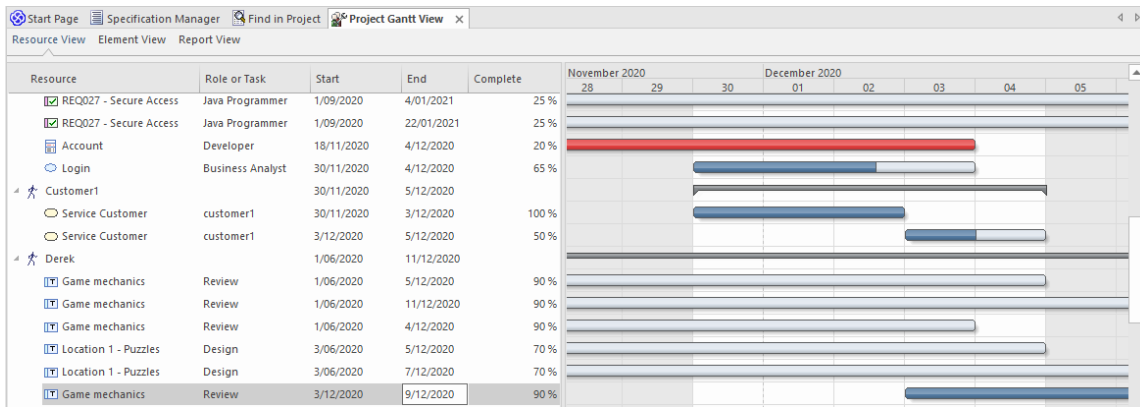 Start Page Specification Manager Find in Project Project Gantt View ×
Resource View Element View Report View
Resource Role or Task Start End Complete November 2020 December 2020
28 29 30 01 02 03 04 05
REQ027 - Secure Access Java Programmer 1/09/2020 4/01/2021 25 %
REQ027 - Secure Access Java Programmer 1/09/2020 22/01/2021 25 %
Account Developer 18/11/2020 4/12/2020 20 %
Login Business Analyst 30/11/2020 4/12/2020 65 %
Customer1 30/11/2020 5/12/2020
Service Customer customer1 30/11/2020 3/12/2020 100 %
Service Customer customer1 3/12/2020 5/12/2020 50 %
Derek 1/06/2020 11/12/2020
Game mechanics Review 1/06/2020 5/12/2020 90 %
Game mechanics Review 1/06/2020 11/12/2020 90 %
Game mechanics Review 1/06/2020 4/12/2020 90 %
Location 1 - Puzzles Design 3/06/2020 5/12/2020 70 %
Location 1 - Puzzles Design 3/06/2020 7/12/2020 70 %
Game mechanics Review 3/12/2020 9/12/2020 90 %